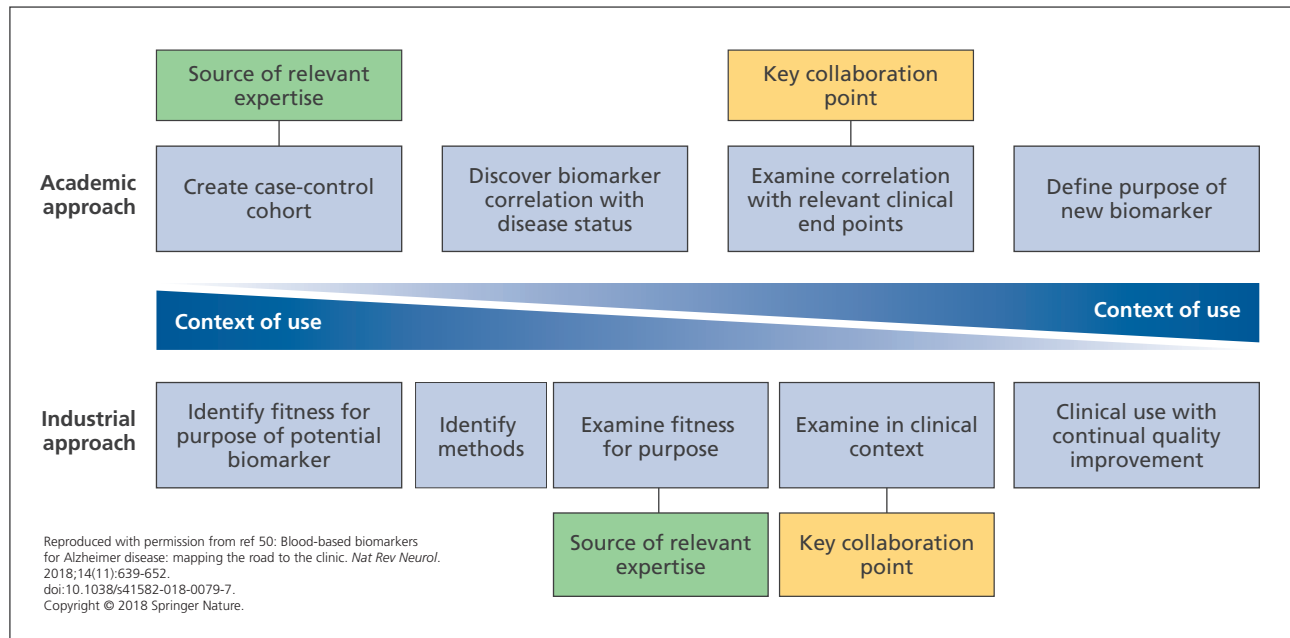 Source of relevant
expertise
Key collaboration
point
Academic
approach
Create case-control
cohort
Discover biomarker
correlation with
disease status
Examine correlation
with relevant clinical
end points
Define purpose of
new biomarker
Context of use
Context of use
Industrial
approach
Identify fitness for
purpose of potential
biomarker
Identify
methods
Examine fitness
for purpose
Examine in clinical
context
Clinical use with
continual quality
improvement
Source of relevant
expertise
Key collaboration
point
Reproduced with permission from ref 50: Blood-based biomarkers
for Alzheimer disease: mapping the road to the clinic. Nat Rev Neurol.
2018;14(11):639-652.
doi:10.1038/s41582-018-0079-7.
Copyright © 2018 Springer Nature.